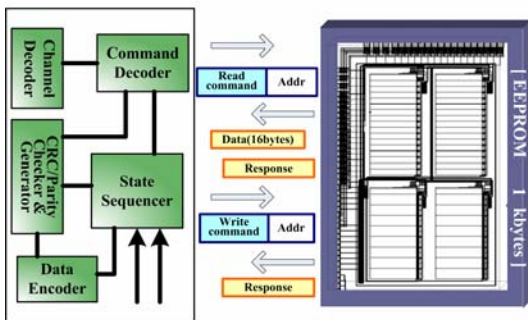 Channel
Decoder
Command
Decoder
CRC/Parity
Checker &
Generator
State
Sequencer
Data
Encoder
Read
command
Addr
Data(16bytes)
Response
Write
command
Addr
Response
[ EEPROM 1 kbytes ]